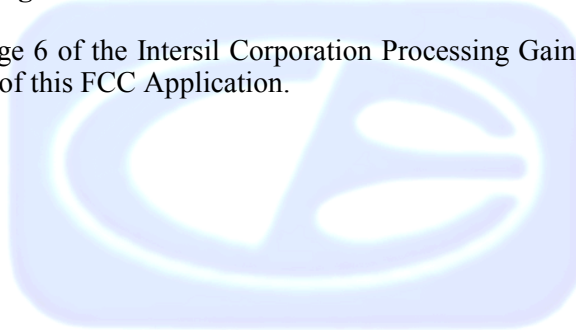 ge 6 of the Intersil Corporation Processing Gain
of this FCC Application.